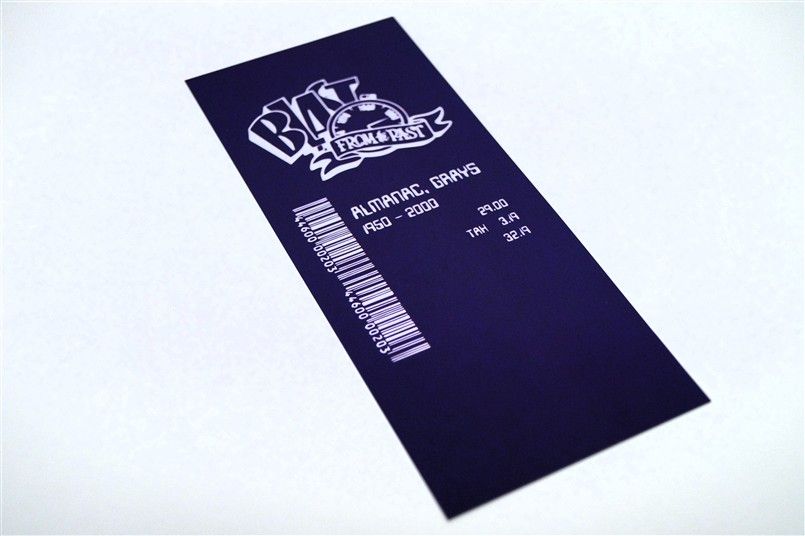 BLAST
FROM the PAST
ALMANAC, GRAYS
1950 - 2000
29.00
TAX 3.19
32.19
44600 00203
44600 00203